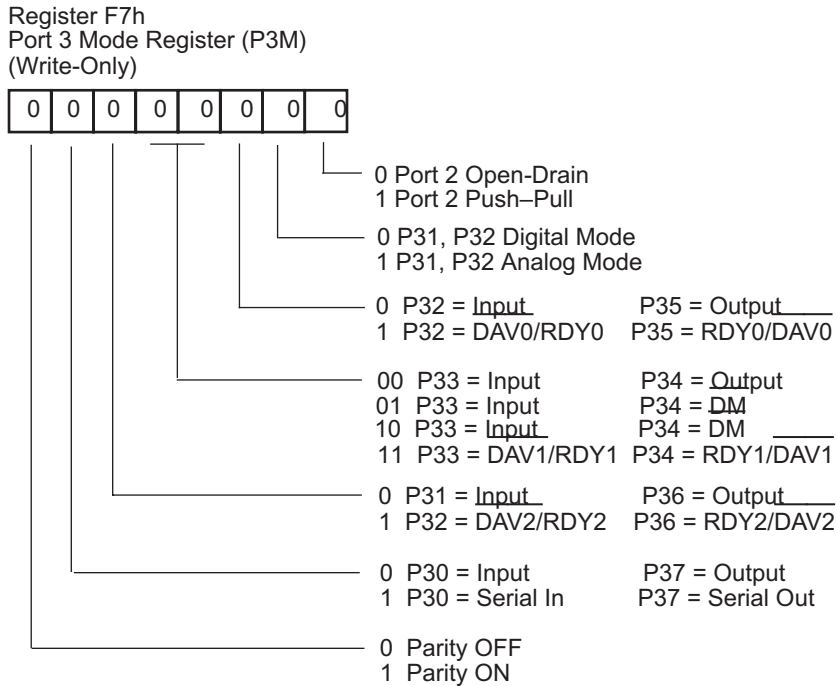 Register F7h
Port 3 Mode Register (P3M)
(Write-Only)
0 0 0 0 0 0 0 0
0 Port 2 Open-Drain
1 Port 2 Push–Pull
0 P31, P32 Digital Mode
1 P31, P32 Analog Mode
0 P32 = Input P35 = Output
1 P32 = DAV0/RDY0 P35 = RDY0/DAV0
00 P33 = Input P34 = Output
01 P33 = Input P34 = DM
10 P33 = Input P34 = DM
11 P33 = DAV1/RDY1 P34 = RDY1/DAV1
0 P31 = Input P36 = Output
1 P32 = DAV2/RDY2 P36 = RDY2/DAV2
0 P30 = Input P37 = Output
1 P30 = Serial In P37 = Serial Out
0 Parity OFF
1 Parity ON